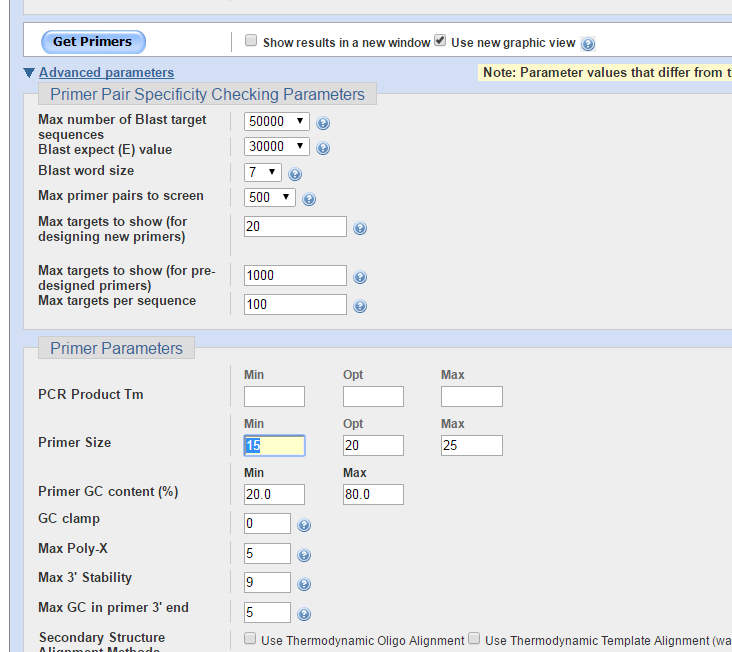 Get Primers
Show results in a new window Use new graphic view
Advanced parameters
Note: Parameter values that differ from
Primer Pair Specificity Checking Parameters
Max number of Blast target
sequences
50000
Blast expect (E) value
30000
Blast word size
7
Max primer pairs to screen
500
Max targets to show (for
designing new primers)
20
Max targets to show (for pre-
designed primers)
1000
Max targets per sequence
100
Primer Parameters
Min Opt Max
PCR Product Tm
Min Opt Max
Primer Size
15 20 25
Min Max
Primer GC content (%)
20.0 80.0
GC clamp
0
Max Poly-X
5
Max 3' Stability
9
Max GC in primer 3' end
5
Secondary Structure
Use Thermodynamic Oligo Alignment Use Thermodynamic Template Alignment
Alignment Methods